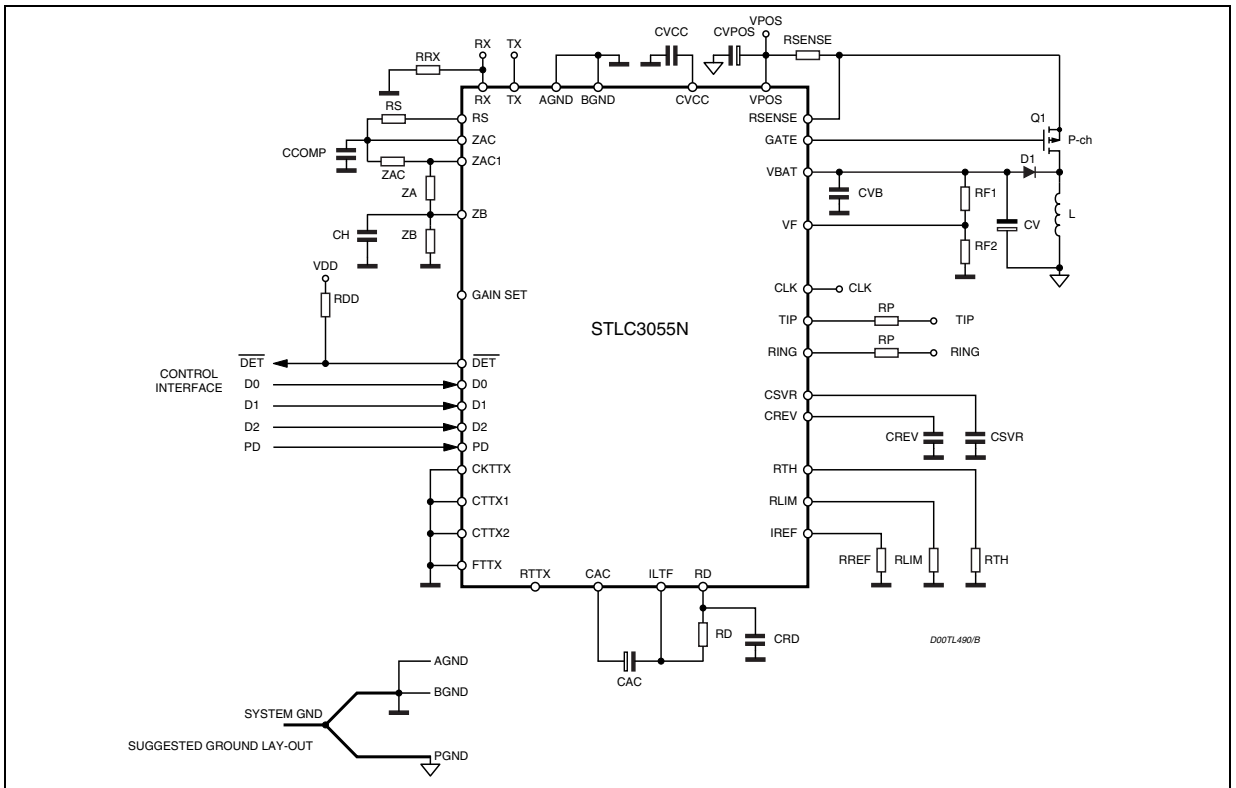 VPOS
RX TX CVCC CVPOS RSENSE
RRX
RX TX AGND BGND CVCC VPOS
RS
RS RSENSE
Q1
ZAC GATE P-ch
CCOMP
D1
ZAC ZAC1 VBAT
ZA CVB RF1
L
ZB VF CV
CH ZB RF2
VDD
RDD
GAIN SET CLK CLK
STLC3055N
RP
TIP TIP
RP
RING RING
DET DET
CONTROL
INTERFACE
D0 D0
D1 D1
D2 D2
PD PD
CSVR
CREV
CREV CSVR
CKTTX RTH
CTTX1 RLIM
CTTX2 IREF
FTTX RREF RLIM RTH
RTTX CAC ILTF RD
RD CRD
CAC
D00TL490/B
AGND
BGND
SYSTEM GND
SUGGESTED GROUND LAY-OUT
PGND